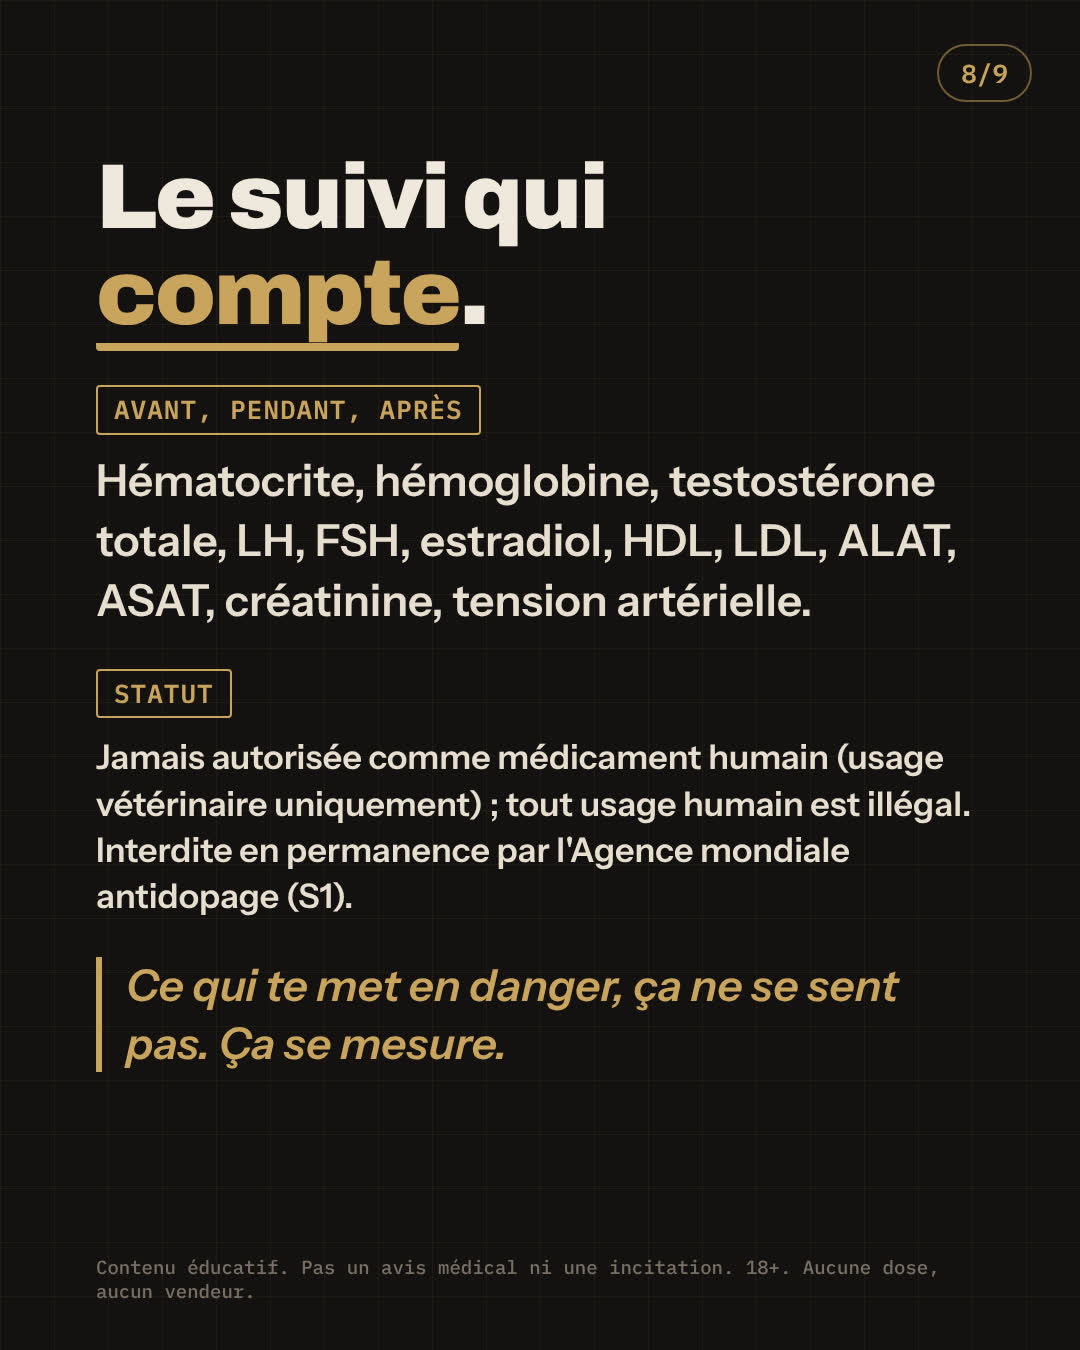 8/9
Le suivi qui
compte.
AVANT, PENDANT, APRÈS
Hématocrite, hémoglobine, testostérone
totale, LH, FSH, estradiol, HDL, LDL, ALAT,
ASAT, créatinine, tension artérielle.
STATUT
Jamais autorisée comme médicament humain (usage
vétérinaire uniquement) ; tout usage humain est illégal.
Interdite en permanence par l'Agence mondiale
antidopage (S1).
Ce qui te met en danger, ça ne se sent
pas. Ça se mesure.
Contenu éducatif. Pas un avis médical ni une incitation. 18+. Aucune dose,
aucun vendeur.